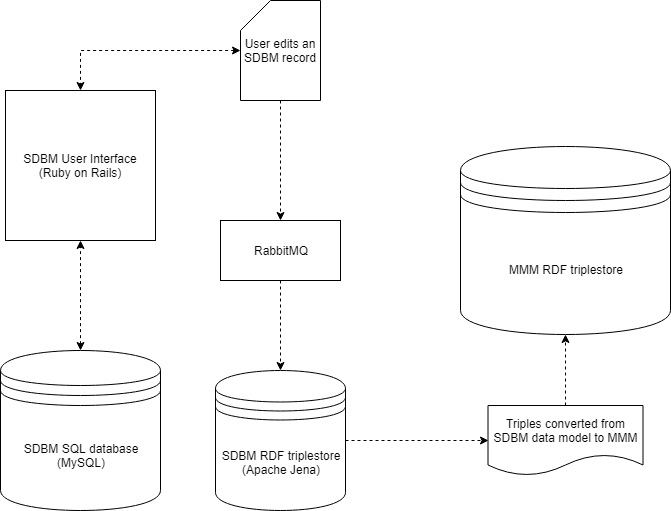 User edits an
SDBM record
SDBM User Interface
(Ruby on Rails)
RabbitMQ
MMM RDF triplestore
SDBM SQL database
(MySQL)
SDBM RDF triplestore
(Apache Jena)
Triples converted from
SDBM data model to MMM